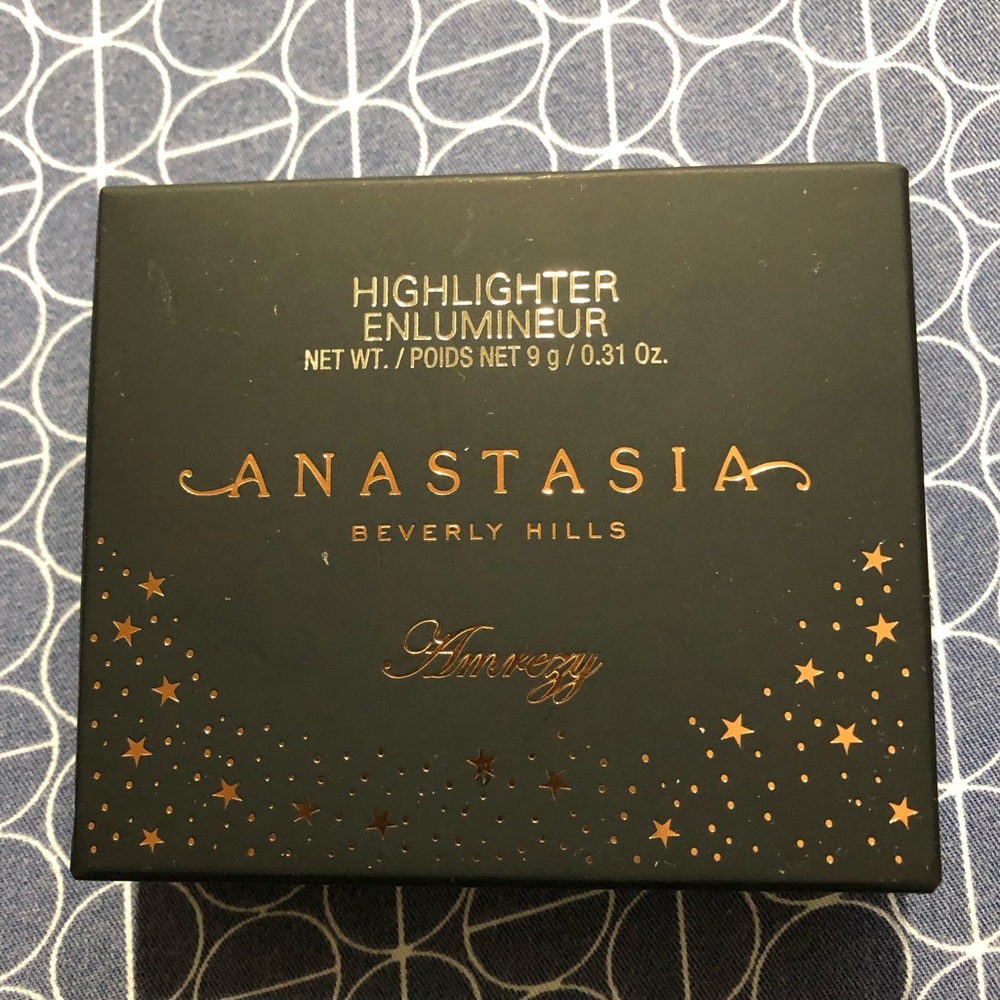 HIGHLIGHTER
ENLUMINEUR
NET WT. / POIDS NET 9 g / 0.31 Oz.
ANASTASIA
BEVERLY HILLS
Amrezy